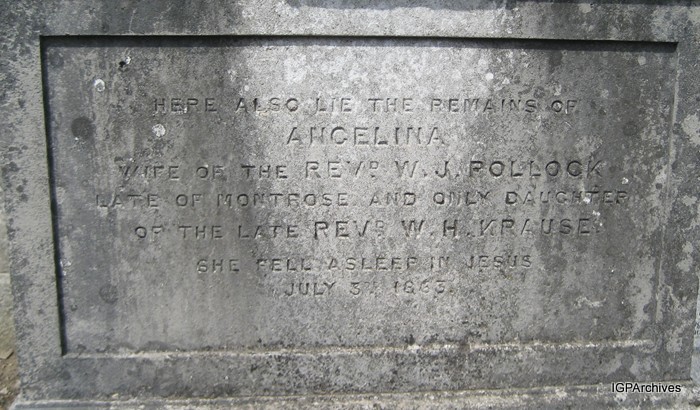 HERE ALSO LIE THE REMAINS OF
ANGELINA
WIFE OF THE REVD. W. J. POLLOCK
LATE OF MONTROSE AND ONLY DAUGHTER
OF THE LATE REVD. W. H. KRAUSE.
SHE FELL ASLEEP IN JESUS
JULY 1863.
IGPArchives